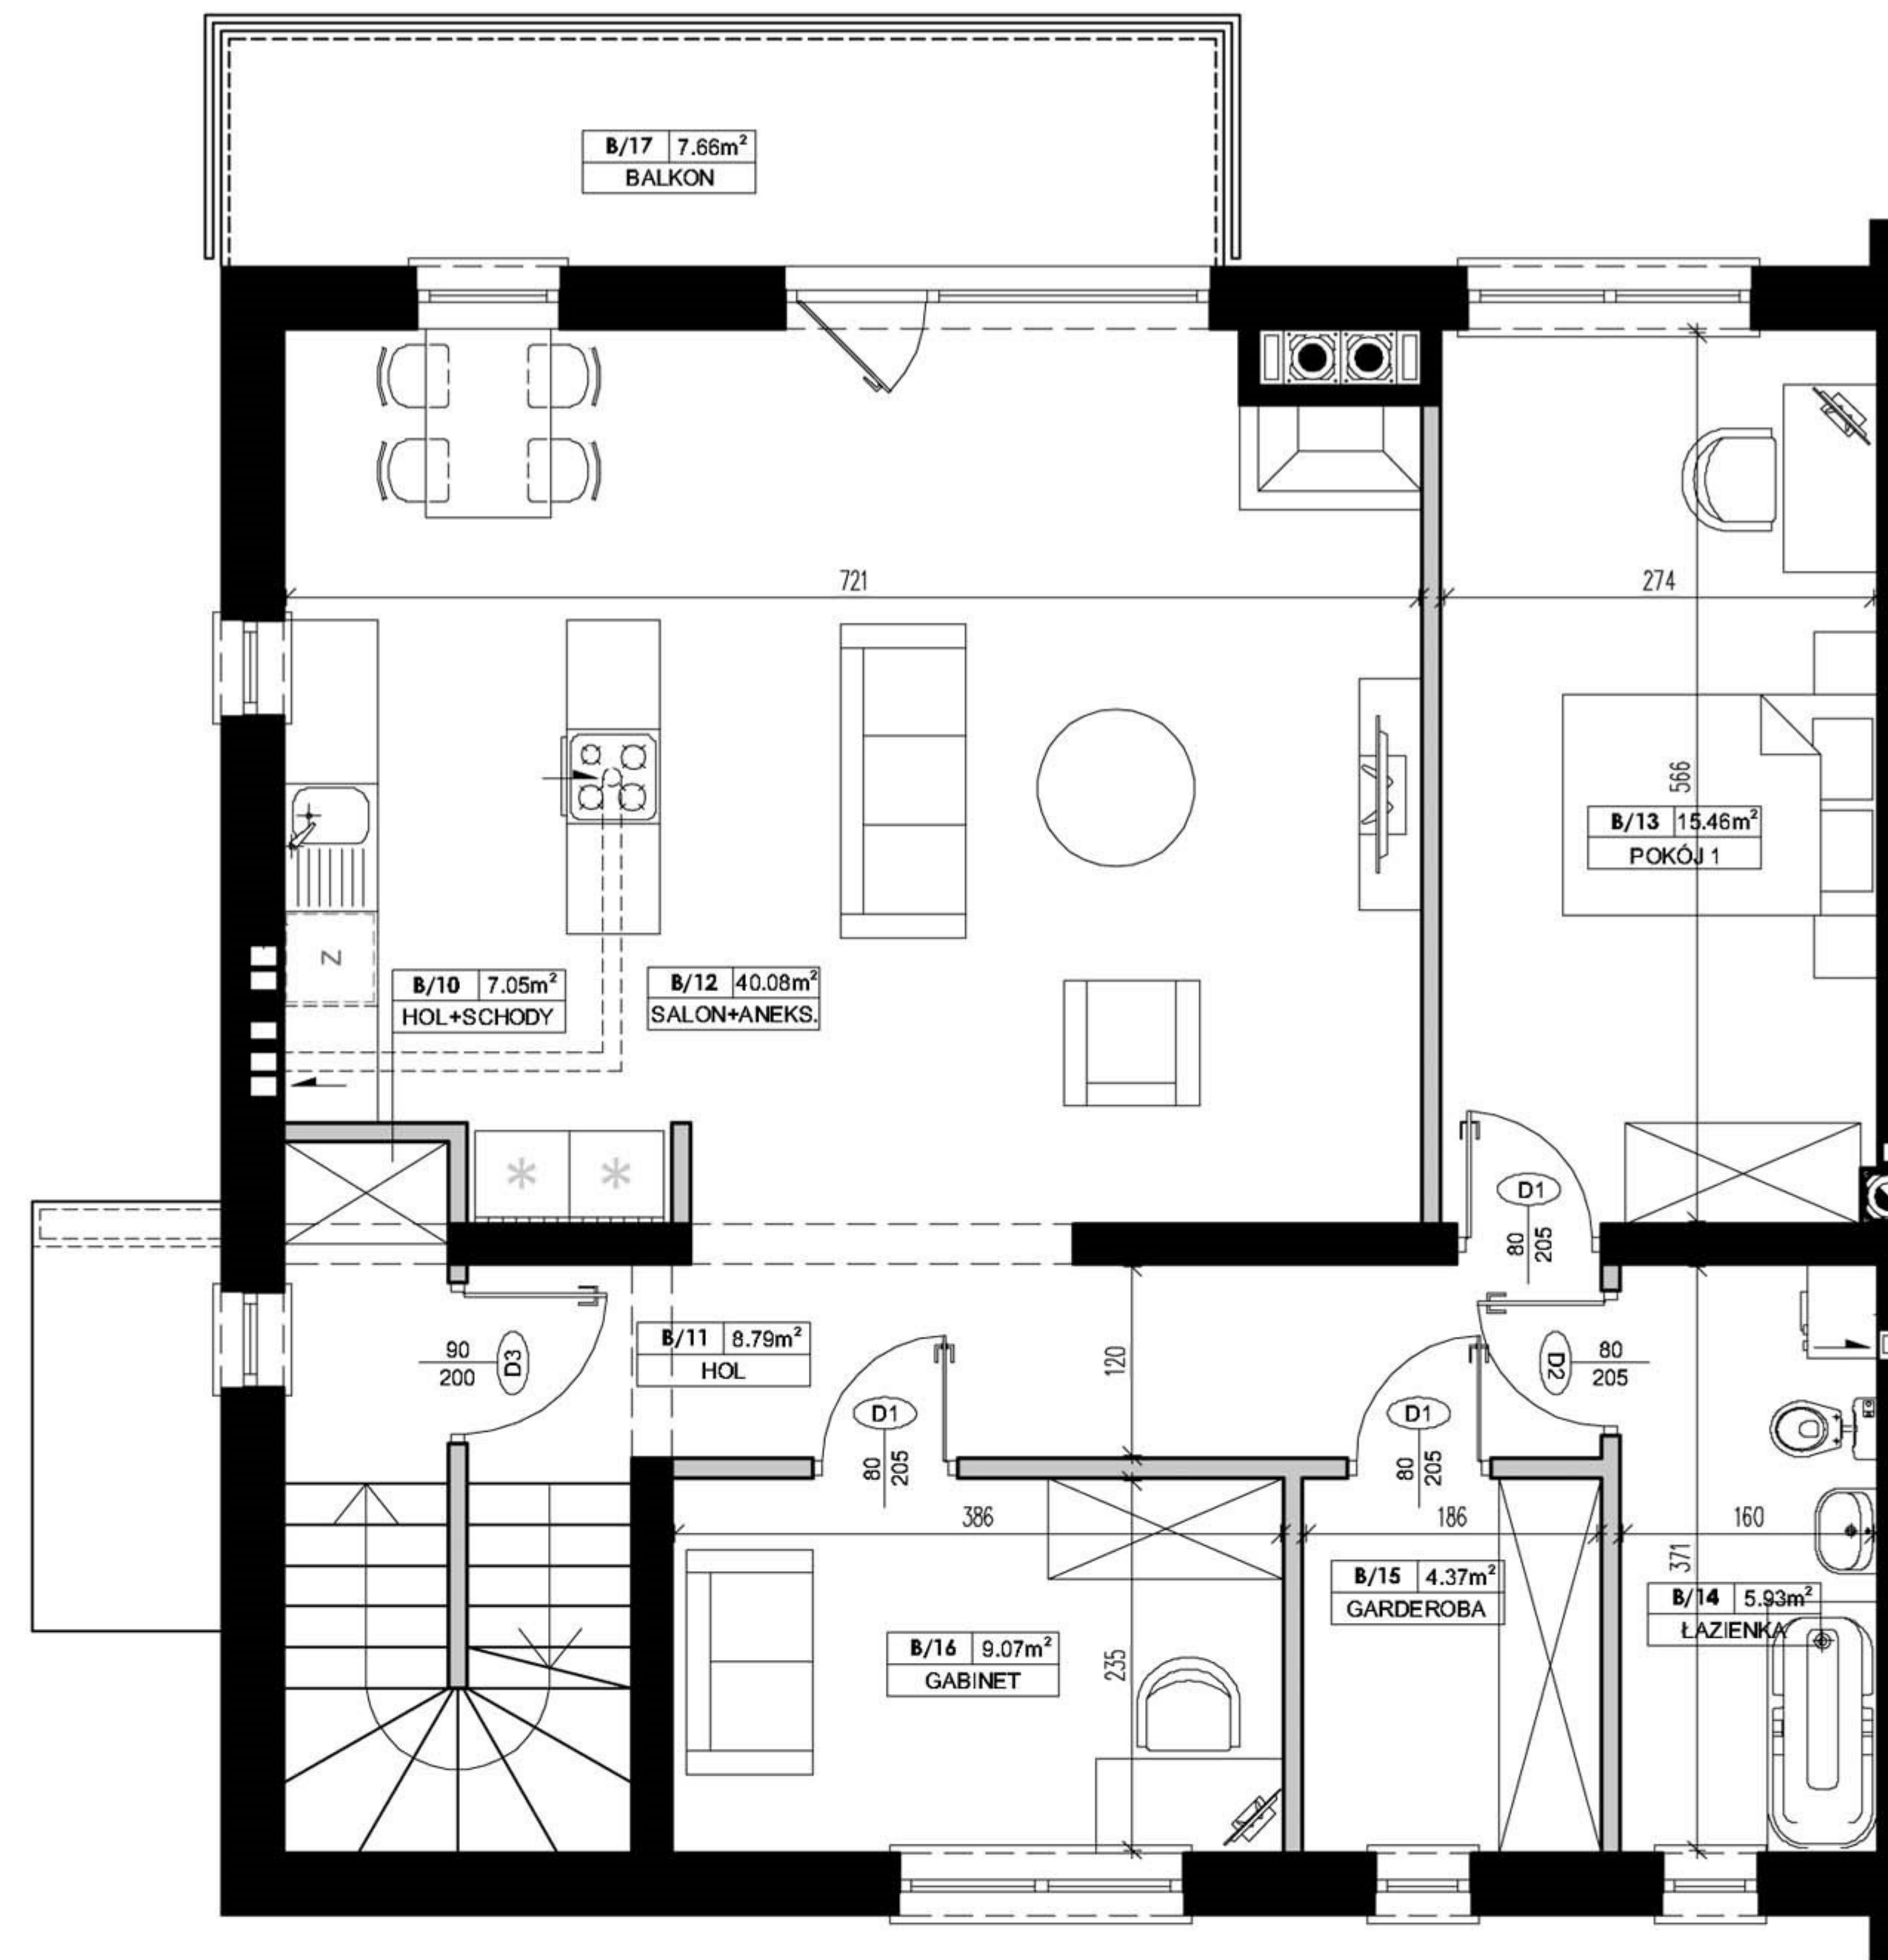 B/17 7.66m²
BALKON
721
274
566
B/13 15.46m²
POKÓJ 1
Z
B/10 7.05m²
HOL+SCHODY
B/12 40.08m²
SALON+ANEKS.
* *
D1
80
205
90
200
D3
B/11 8.79m²
HOL
120
D2
80
205
D1
80
205
D1
80
205
386
186
160
371
B/15 4.37m²
GARDEROBA
B/14 5.93m²
ŁAZIENKA
B/16 9.07m²
GABINET
235